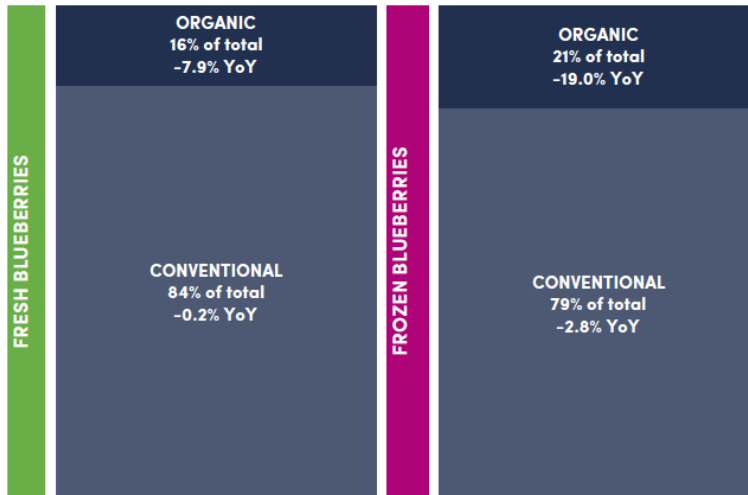 FRESH BLUEBERRIES
ORGANIC
16% of total
-7.9% YoY
CONVENTIONAL
84% of total
-0.2% YoY
FROZEN BLUEBERRIES
ORGANIC
21% of total
-19.0% YoY
CONVENTIONAL
79% of total
-2.8% YoY